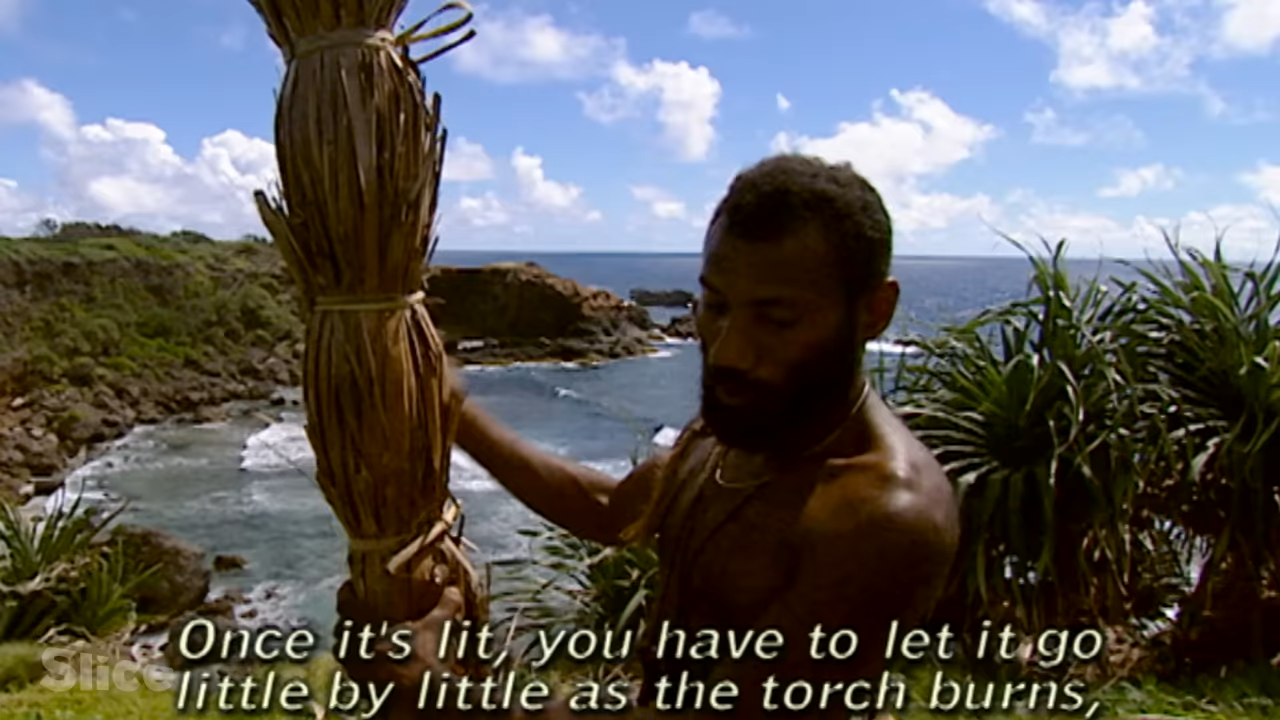 Once it's lit, you have to let it go
little by little as the torch burns,
Slice